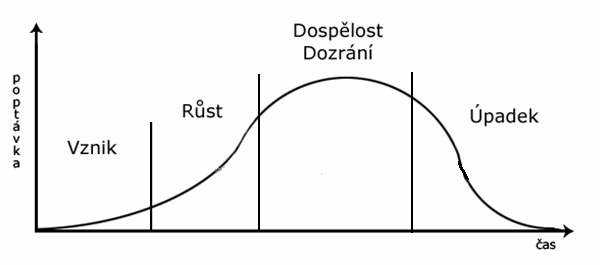 Dospělost
Dozrání
Růst
Úpadek
Vznik
poptávka
čas